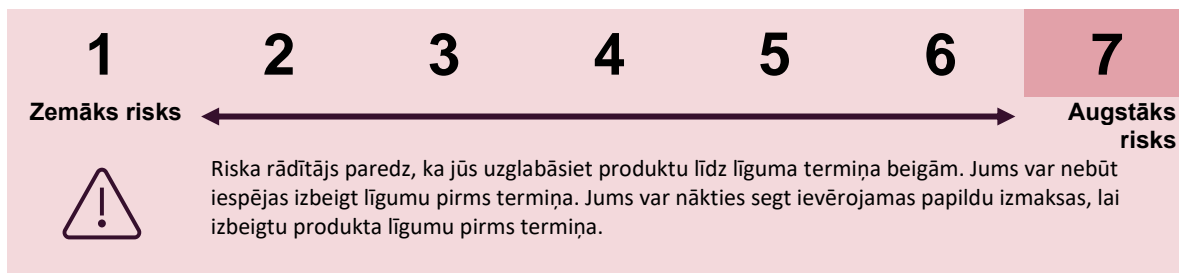 1 2 3 4 5 6 7
Zemāks risks
Augstāks
risks
Riska rādītājs paredz, ka jūs uzglabāsiet produktu līdz līguma termiņa beigām. Jums var nebūt
iespējas izbeigt līgumu pirms termiņa. Jums var nākties segt ievērojamas papildu izmaksas, lai
izbeigtu produkta līgumu pirms termiņa.